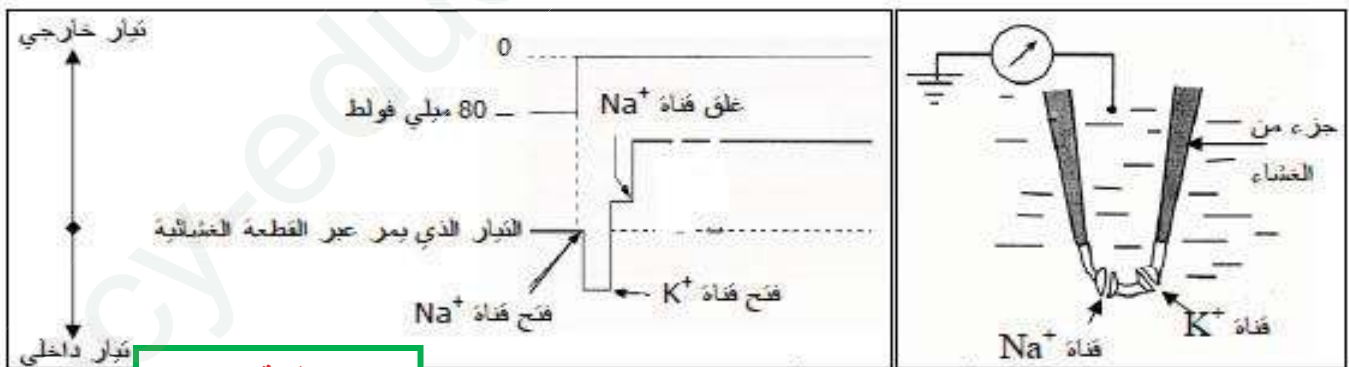 تيار خارجي
0
– 80 ميلي فولط
غلق قناة Na⁺
التيار الذي يمر عبر القطعة الغشائية
فتح قناة K⁺
فتح قناة Na⁺
تيار داخلي
جزء من
الغشاء
قناة K⁺
قناة Na⁺